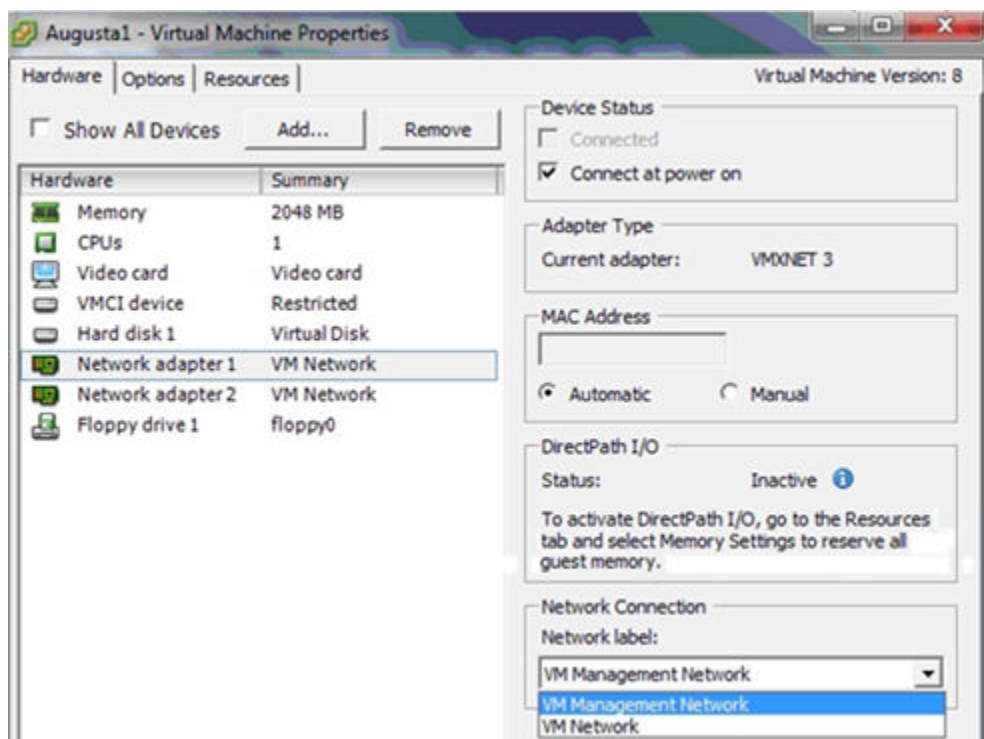 Augusta1 - Virtual Machine Properties
Hardware Options Resources
Virtual Machine Version: 8
Show All Devices Add... Remove
Hardware Summary
Memory 2048 MB
CPUs 1
Video card Video card
VMCI device Restricted
Hard disk 1 Virtual Disk
Network adapter 1 VM Network
Network adapter 2 VM Network
Floppy drive 1 floppy0
Device Status
Connected
Connect at power on
Adapter Type
Current adapter: VMXNET 3
MAC Address
Automatic Manual
DirectPath I/O
Status: Inactive
To activate DirectPath I/O, go to the Resources
tab and select Memory Settings to reserve all
guest memory.
Network Connection
Network label:
VM Management Network
VM Management Network
VM Network